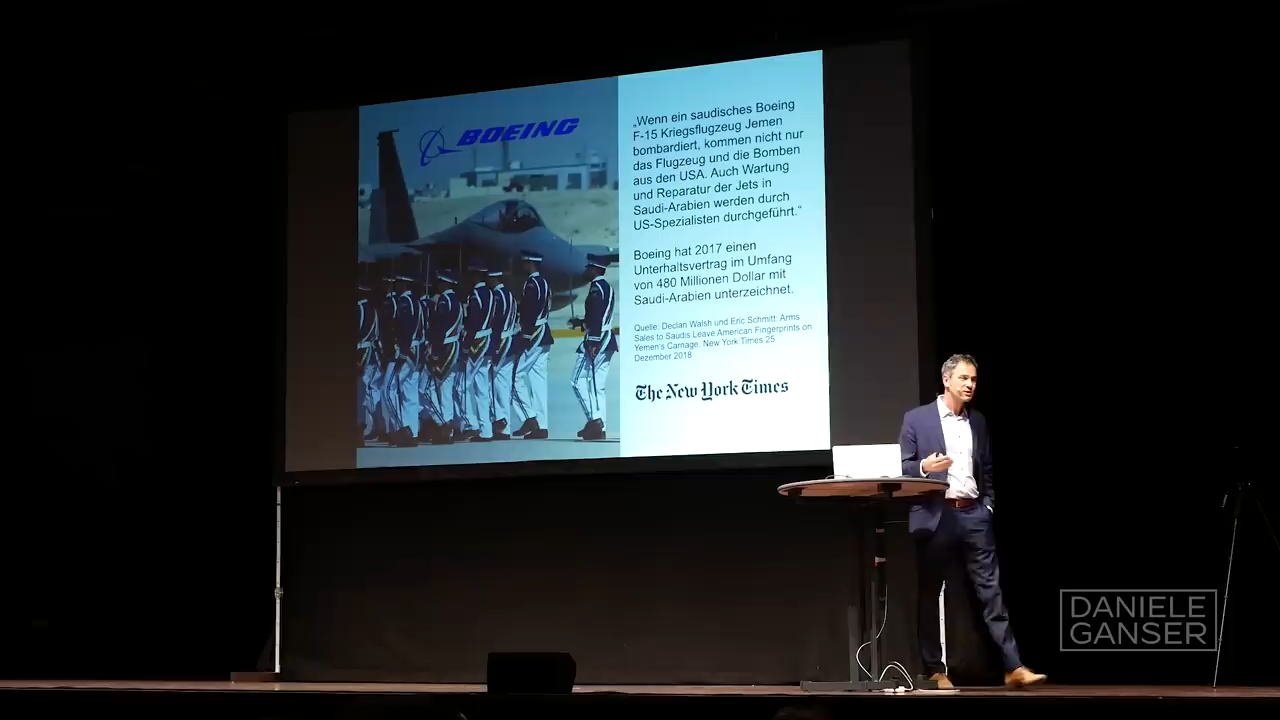 BOEING
„Wenn ein saudisches Boeing
F-15 Kriegsflugzeug Jemen
bombardiert, kommen nicht nur
das Flugzeug und die Bomben
aus den USA. Auch Wartung
und Reparatur der Jets in
Saudi-Arabien werden durch
US-Spezialisten durchgeführt.“
Boeing hat 2017 einen
Unterhaltsvertrag im Umfang
von 480 Millionen Dollar mit
Saudi-Arabien unterzeichnet.
Quelle: Declan Walsh und Eric Schmitt: Arms
Sales to Saudis Leave American Fingerprints on
Yemen's Carnage. New York Times 25
Dezember 2018
The New York Times
DANIELE
GANSER